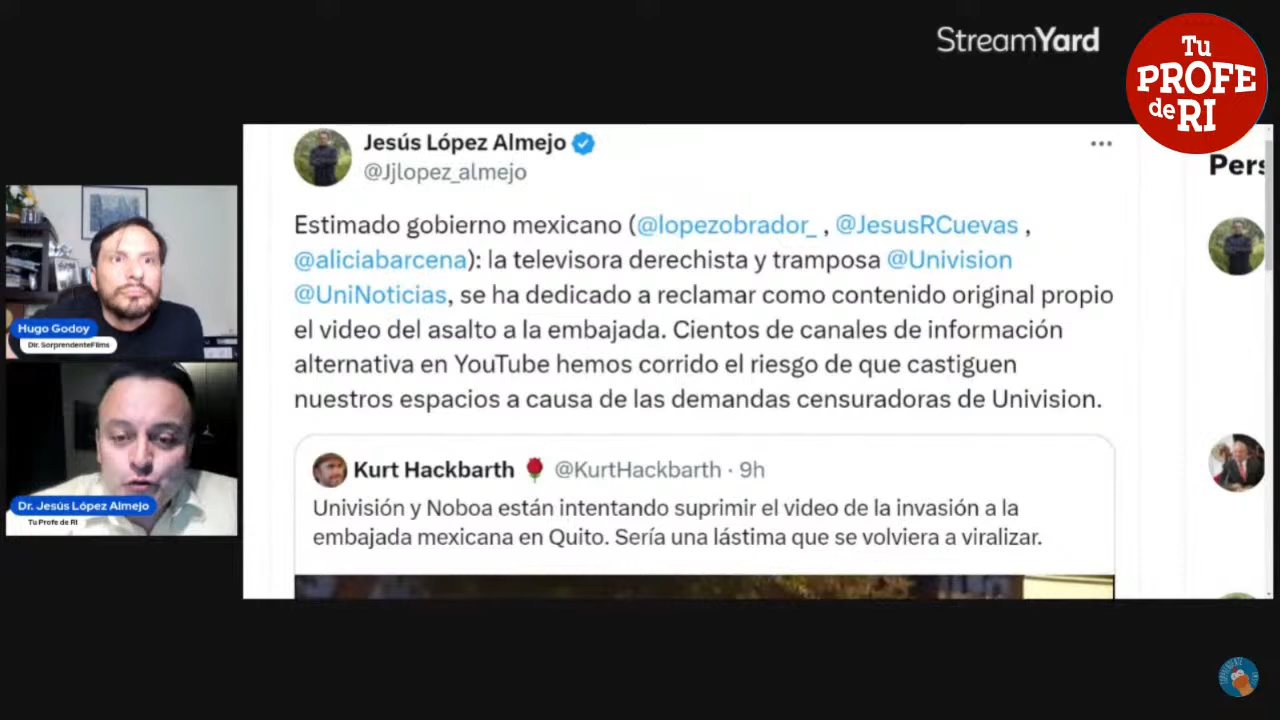 StreamYard
Tu
PROFE
de RI
Jesús López Almejo
@Jjlopez_almejo
Pers
Estimado gobierno mexicano (@lopezobrador_ , @JesusRCuevas ,
@aliciabarcena): la televisora derechista y tramposa @Univision
@UniNoticias, se ha dedicado a reclamar como contenido original propio
el video del asalto a la embajada. Cientos de canales de información
alternativa en YouTube hemos corrido el riesgo de que castiguen
nuestros espacios a causa de las demandas censuradoras de Univision.
Kurt Hackbarth 🌹 @KurtHackbarth · 9h
Univisión y Noboa están intentando suprimir el video de la invasión a la
embajada mexicana en Quito. Sería una lástima que se volviera a viralizar.
Hugo Godoy
Dir. SorprendenteFilms
Dr. Jesús López Almejo
Tu Profe de RI